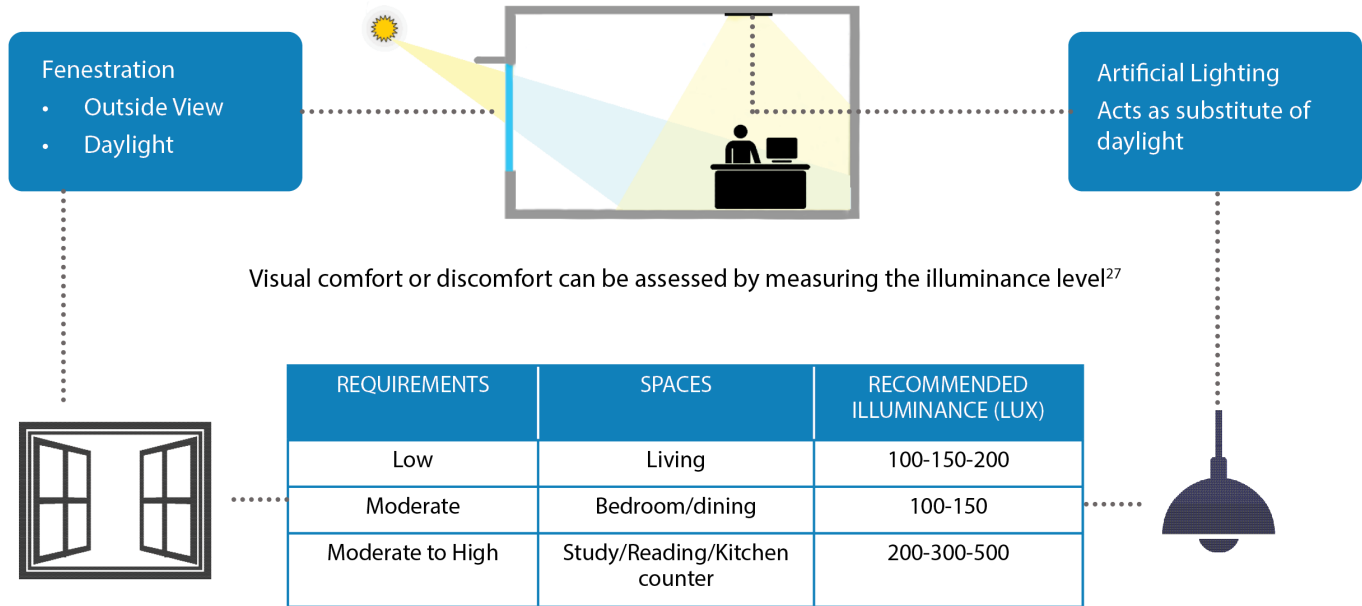 Fenestration
• Outside View
• Daylight
Artificial Lighting
Acts as substitute of
daylight
Visual comfort or discomfort can be assessed by measuring the illuminance level²⁷
REQUIREMENTS
SPACES
RECOMMENDED
ILLUMINANCE (LUX)
Low
Living
100-150-200
Moderate
Bedroom/dining
100-150
Moderate to High
Study/Reading/Kitchen
counter
200-300-500